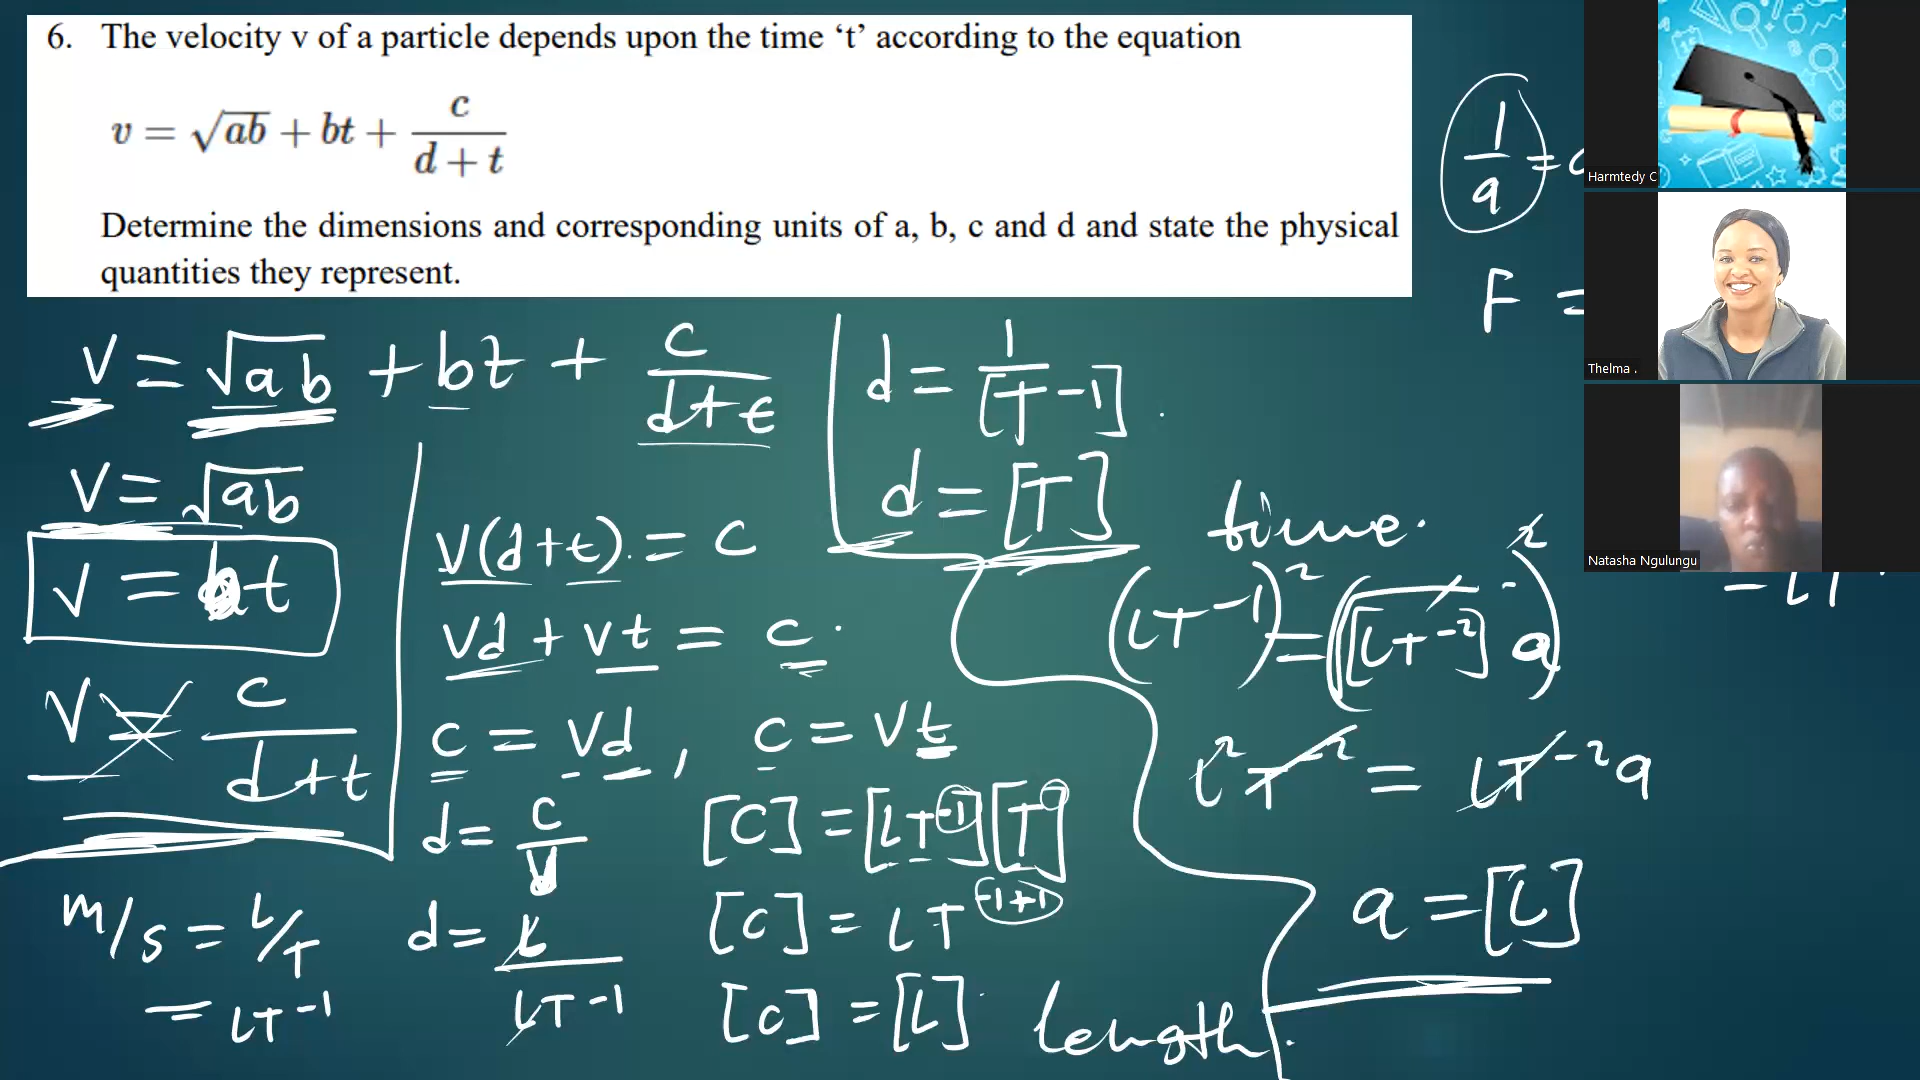 6. The velocity v of a particle depends upon the time ‘t’ according to the equation
v = √ab + bt + c/(d + t)
Determine the dimensions and corresponding units of a, b, c and d and state the physical
quantities they represent.
v = √ab + bt + c/(d+t)
v = √ab
v = bt
v = c/(d+t)
m/s = L/T
= LT⁻¹
v(d+t) = c
vd + vt = c
c = vd, c = vt
d = c/v
[c] = [LT⁻¹][T]
d = L/LT⁻¹
[c] = LT⁻¹⁺¹
[c] = [L] length.
d = 1/[T⁻¹]
d = [T] time.
(LT⁻¹)² = (√[LT⁻²] a)²
L²T⁻² = LT⁻²a
a = [L]
1/a =
F =
Harmtedy C
Thelma .
Natasha Ngulungu